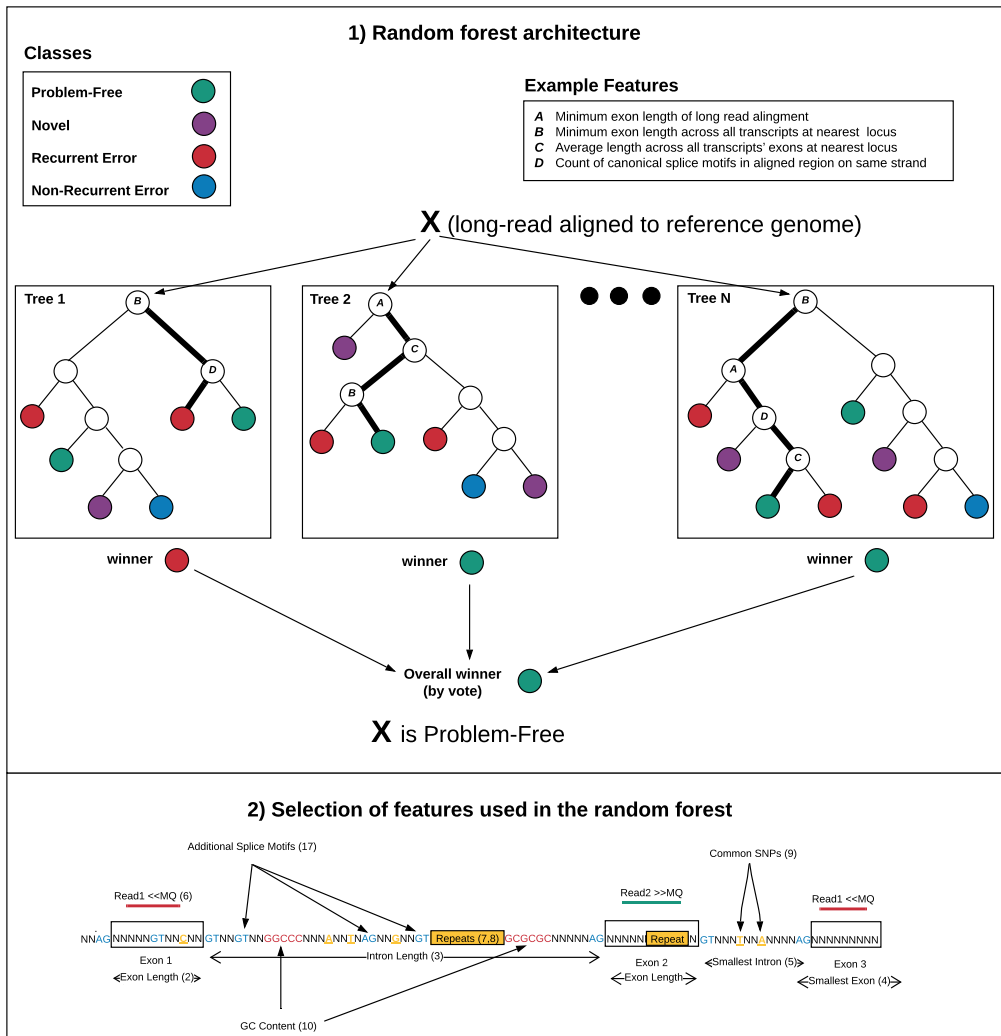 1) Random forest architecture
Classes
Problem-Free
Novel
Recurrent Error
Non-Recurrent Error
Example Features
A Minimum exon length of long read alingment
B Minimum exon length across all transcripts at nearest locus
C Average length across all transcripts' exons at nearest locus
D Count of canonical splice motifs in aligned region on same strand
X (long-read aligned to reference genome)
Tree 1
B
D
Tree 2
A
C
B
Tree N
B
A
D
C
winner
winner
winner
Overall winner
(by vote)
X is Problem-Free
2) Selection of features used in the random forest
Additional Splice Motifs (17)
Common SNPs (9)
Read1 <<MQ (6)
Read2 >>MQ
Read1 <<MQ
NNAG NNNNNGTNNCNN GTNNGTNNGGCCCNNNANNTNAGNNGNNGT Repeats (7,8) GCGCGCNNNNNAG NNNNNN Repeat N GTNNNTNNANNNNAG NNNNNNNNN
Exon 1
Intron Length (3)
Exon 2
Smallest Intron (5)
Exon 3
Exon Length (2)
Exon Length
Smallest Exon (4)
GC Content (10)